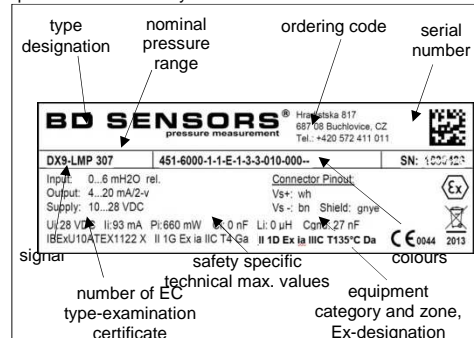 type designation
nominal pressure range
ordering code
serial number
BD SENSORS®
pressure measurement
Hradistska 817
687 08 Buchlovice, CZ
Tel.: +420 572 411 011
DX9-LMP 307 451-6000-1-1-E-1-3-3-010-000-- SN:
Input: 0...6 mH2O rel.
Output: 4...20 mA/2-v
Supply: 10...28 VDC
Connector Pinout:
Vs+: wh
Vs -: bn Shield: gnye
Ui:28 VDC Ii:93 mA Pi:660 mW Ci:0 nF Li: 0 µH Cgnd:27 nF
IBExU10ATEX1122 X II 1G Ex ia IIC T4 Ga II 1D Ex ia IIIC T135°C Da
Ex
CE 0044 2013
signal
safety specific technical max. values
colours
number of EC type-examination certificate
equipment category and zone, Ex-designation